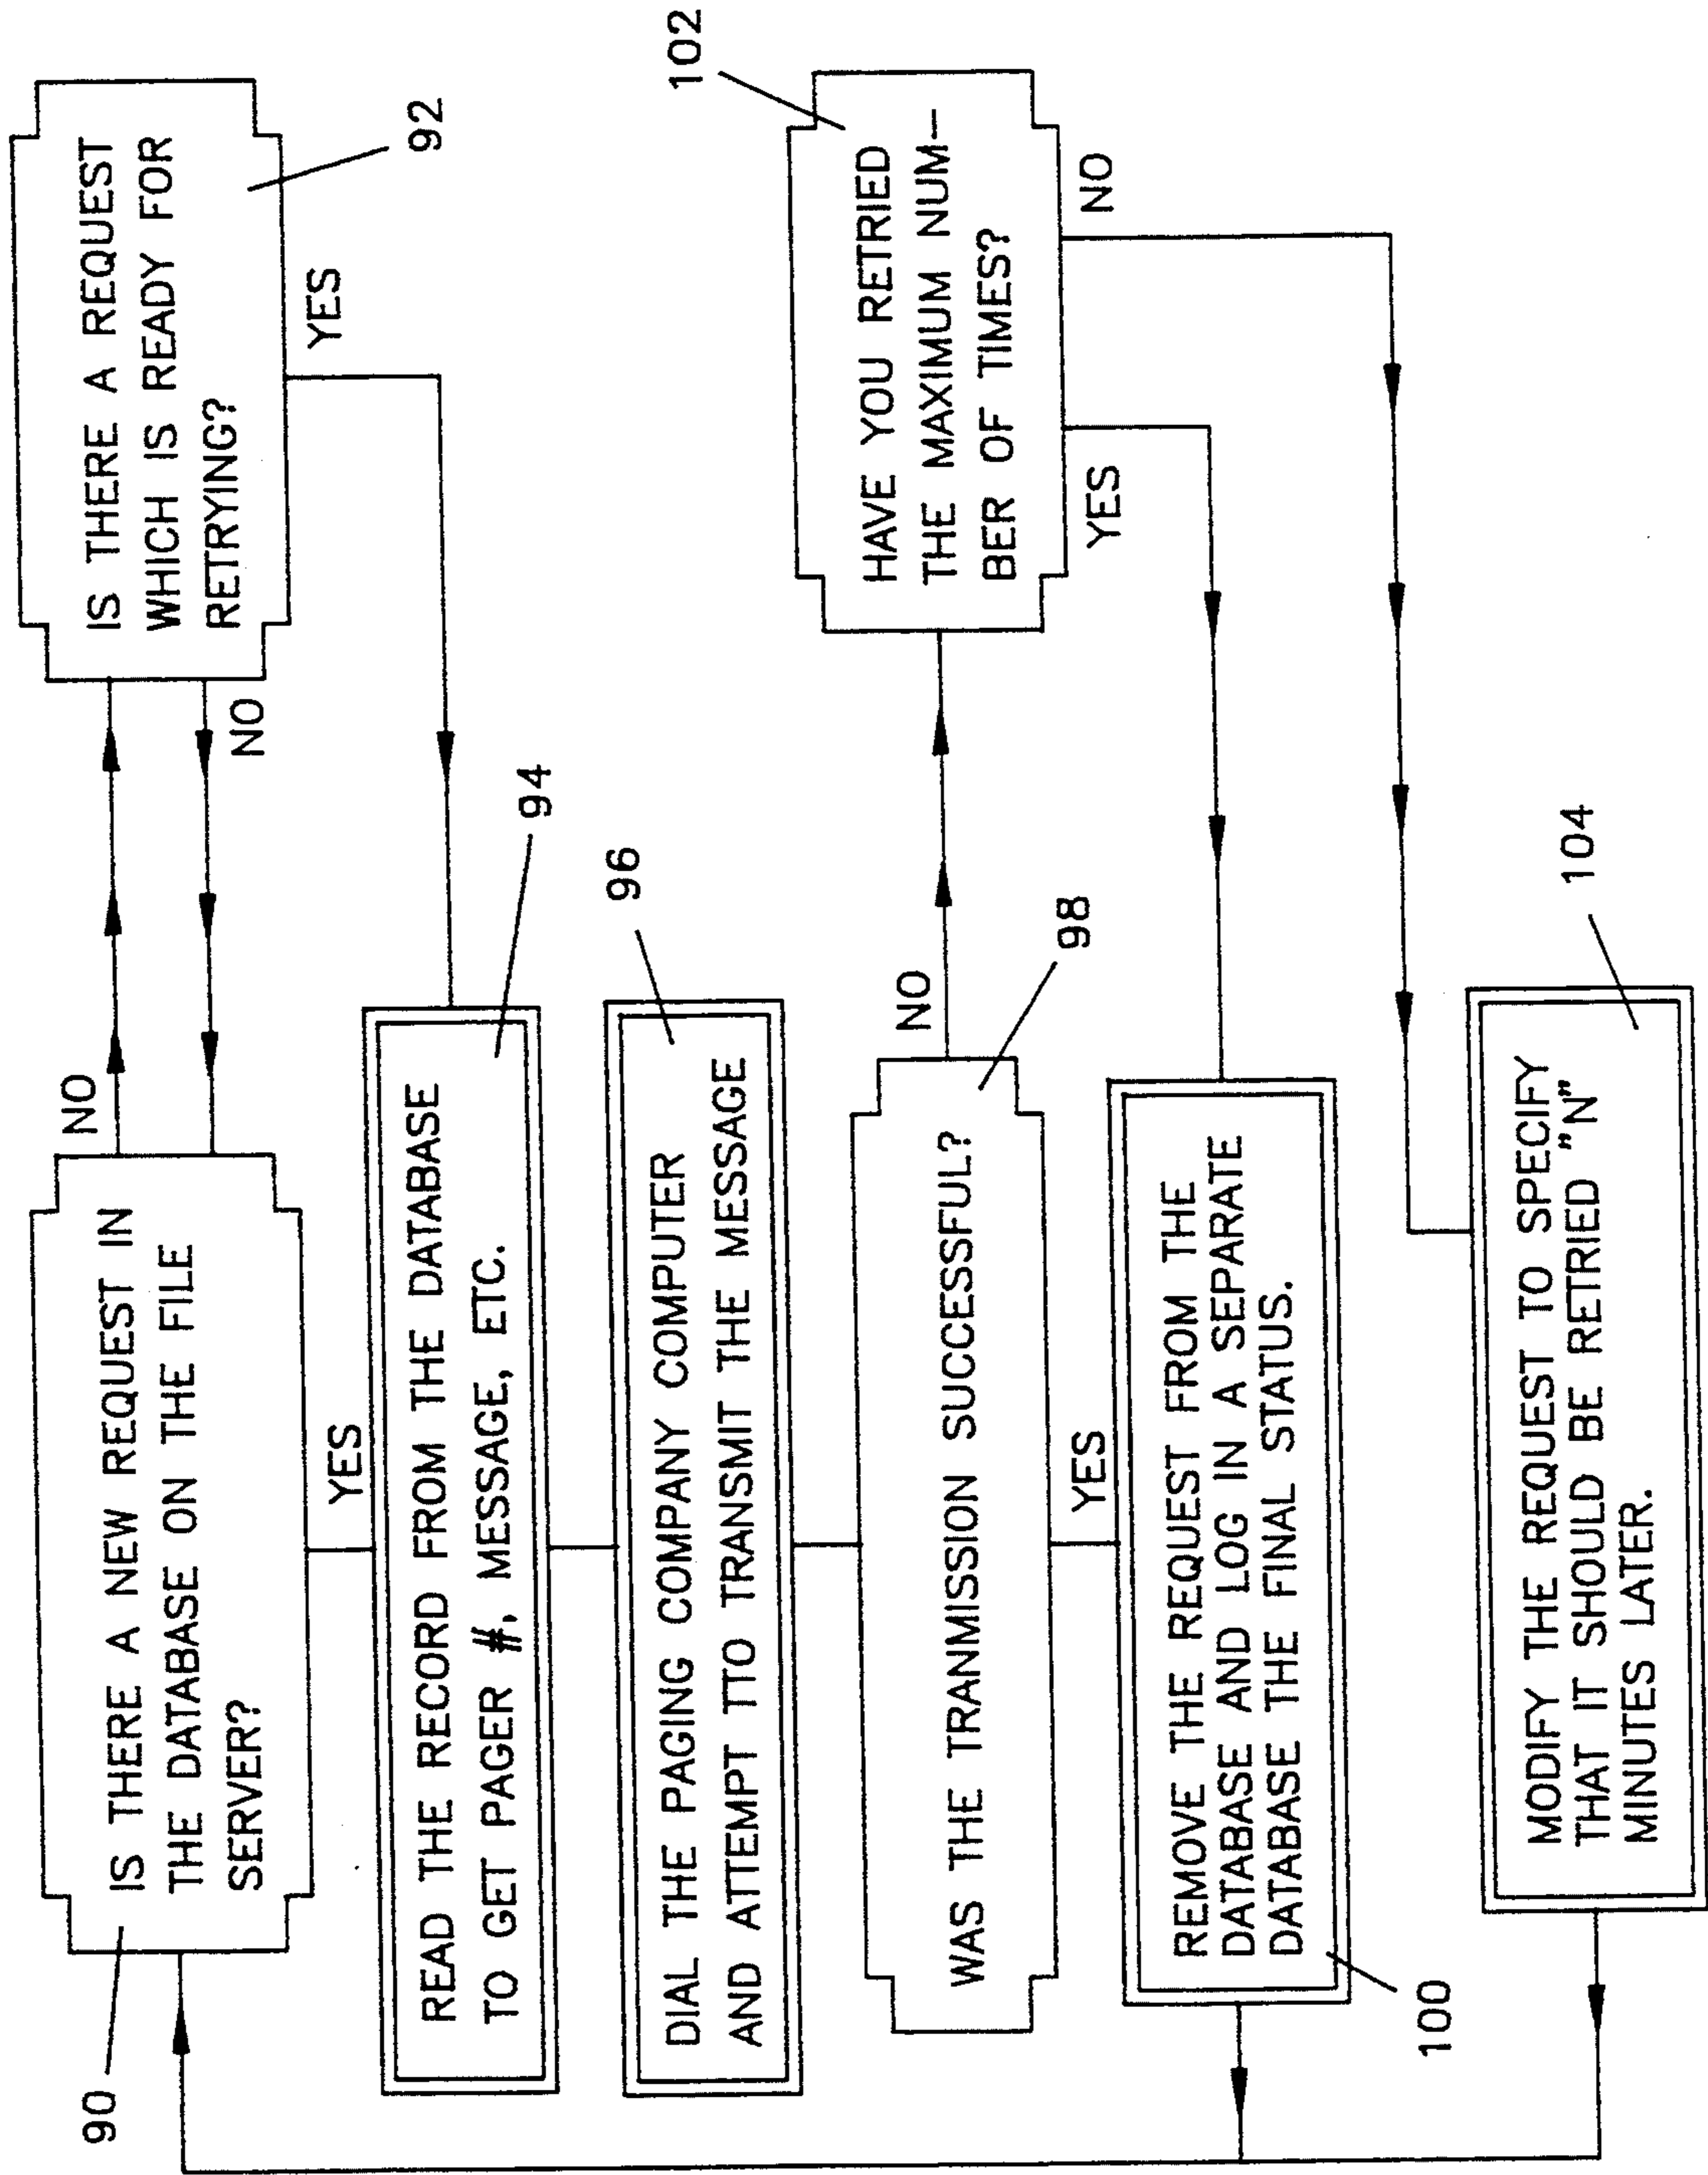 90
IS THERE A NEW REQUEST IN
THE DATABASE ON THE FILE
SERVER?
NO
NO
IS THERE A REQUEST
WHICH IS READY FOR
RETRYING?
92
YES
YES
READ THE RECORD FROM THE DATABASE
TO GET PAGER #, MESSAGE, ETC.
94
DIAL THE PAGING COMPANY COMPUTER
AND ATTEMPT TTO TRANSMIT THE MESSAGE
96
WAS THE TRANMISSION SUCCESSFUL?
98
NO
HAVE YOU RETRIED
THE MAXIMUM NUM—
BER OF TIMES?
102
YES
NO
YES
REMOVE THE REQUEST FROM THE
DATABASE AND LOG IN A SEPARATE
DATABASE THE FINAL STATUS.
100
MODIFY THE REQUEST TO SPECIFY
THAT IT SHOULD BE RETRIED "N"
MINUTES LATER.
104